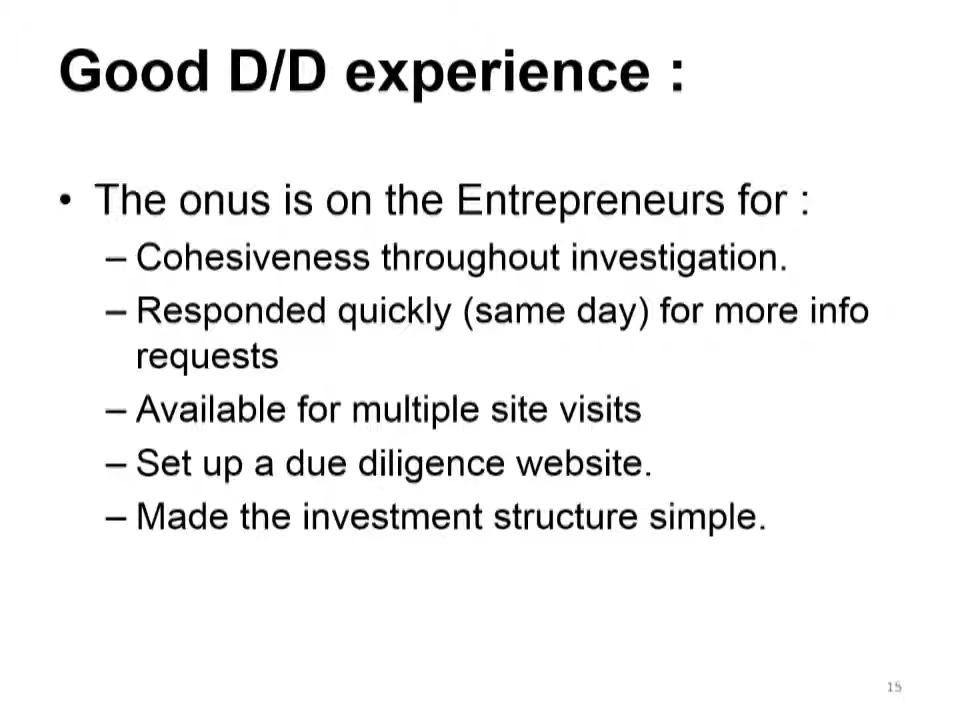 Good D/D experience :
• The onus is on the Entrepreneurs for :
– Cohesiveness throughout investigation.
– Responded quickly (same day) for more info
requests
– Available for multiple site visits
– Set up a due diligence website.
– Made the investment structure simple.
15